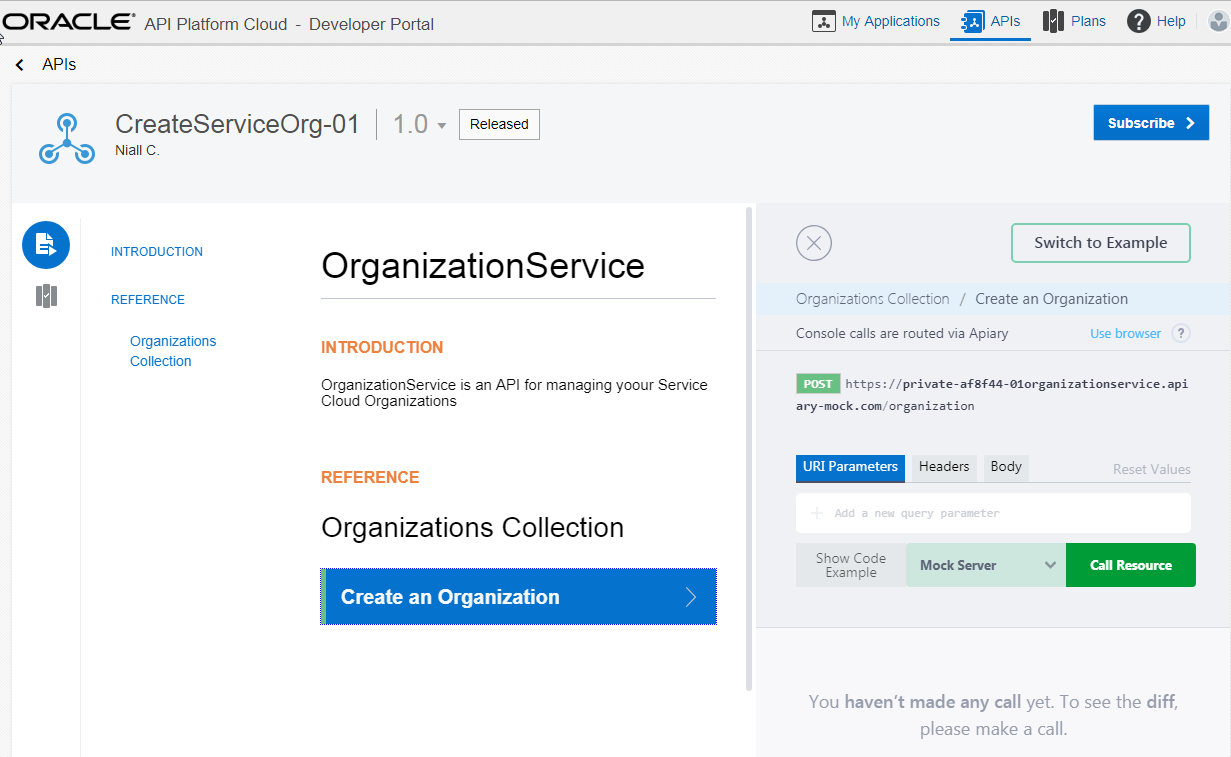 ORACLE® API Platform Cloud - Developer Portal
My Applications
APIs
Plans
Help
APIs
CreateServiceOrg-01
1.0
Released
Niall C.
Subscribe
INTRODUCTION
REFERENCE
Organizations
Collection
OrganizationService
INTRODUCTION
OrganizationService is an API for managing yoour Service
Cloud Organizations
REFERENCE
Organizations Collection
Create an Organization
Switch to Example
Organizations Collection / Create an Organization
Console calls are routed via Apiary
Use browser ?
POST https://private-af8f44-01organizationservice.api
ary-mock.com/organization
URI Parameters
Headers
Body
Reset Values
+ Add a new query parameter
Show Code
Example
Mock Server
Call Resource
You haven't made any call yet. To see the diff,
please make a call.